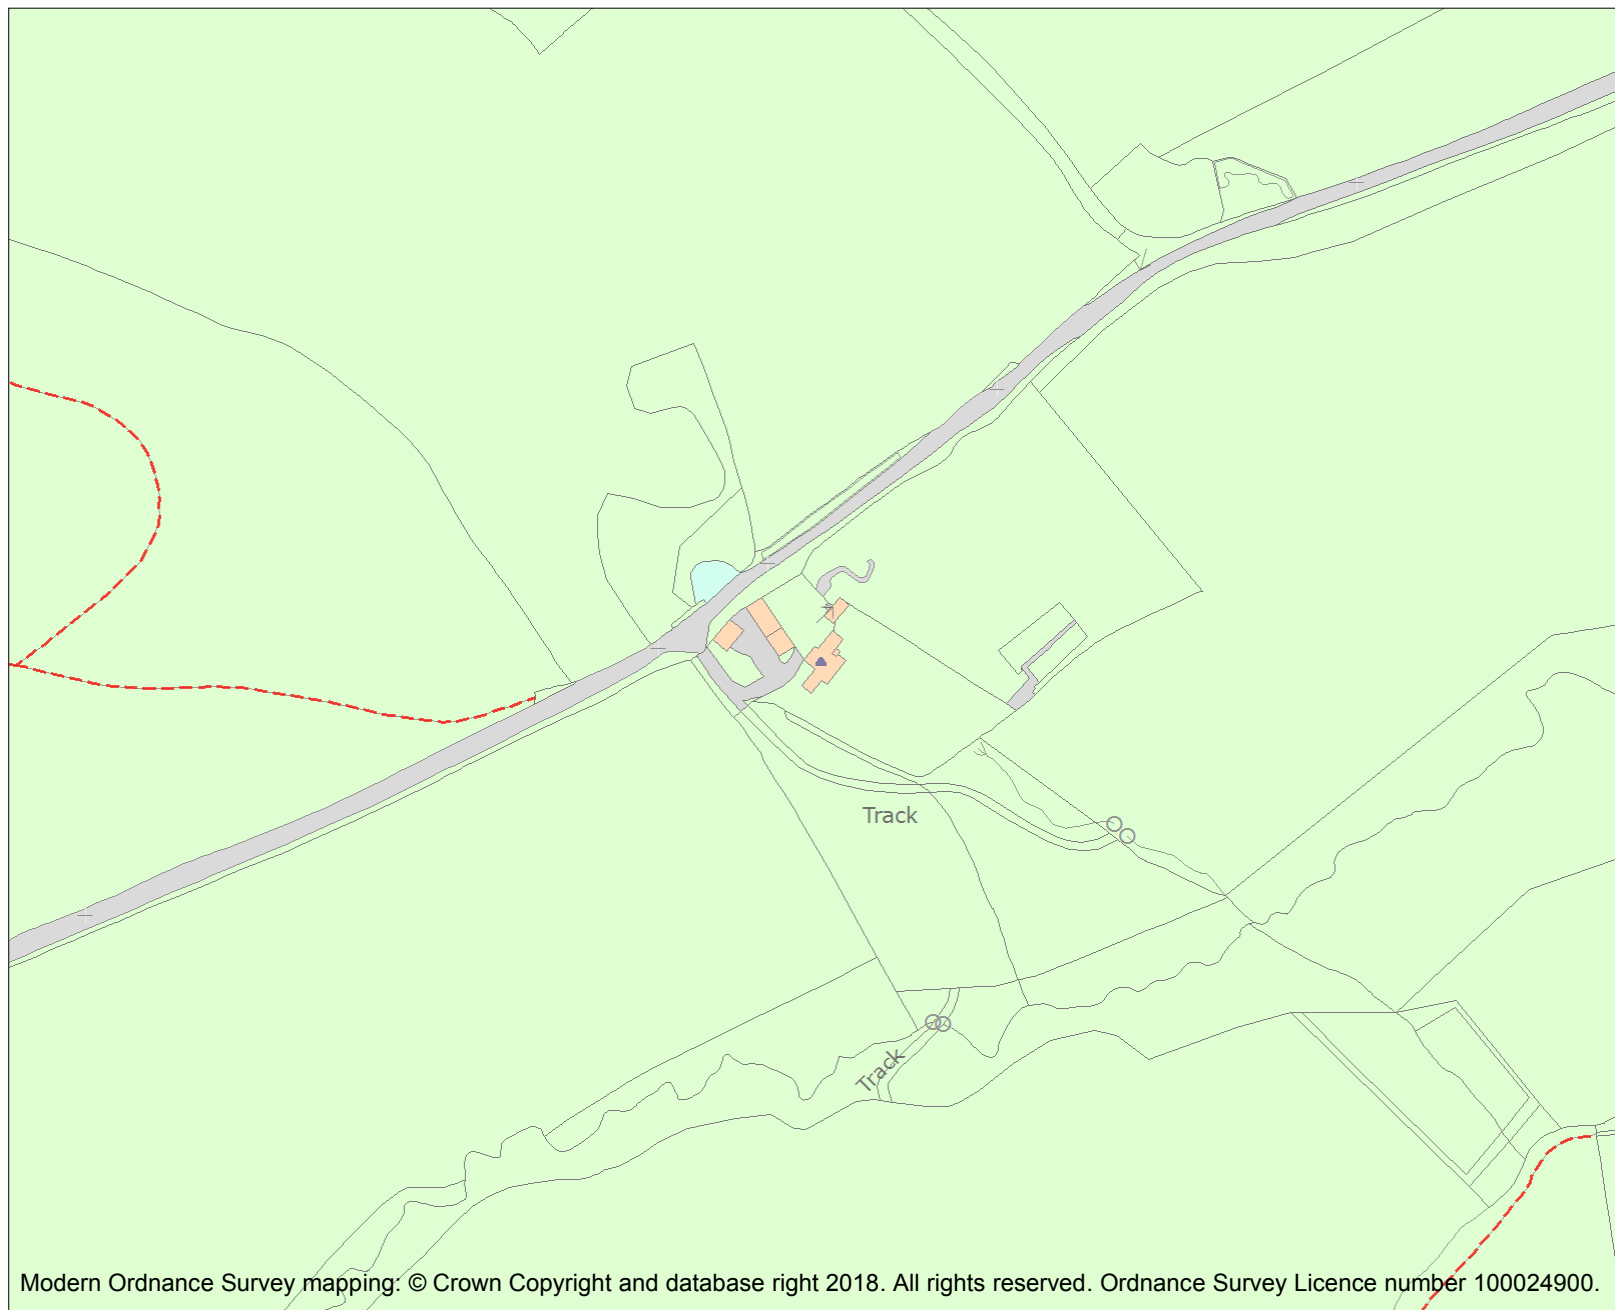 Track
Track
Modern Ordnance Survey mapping: © Crown Copyright and database right 2018. All rights reserved. Ordnance Survey Licence number 100024900.